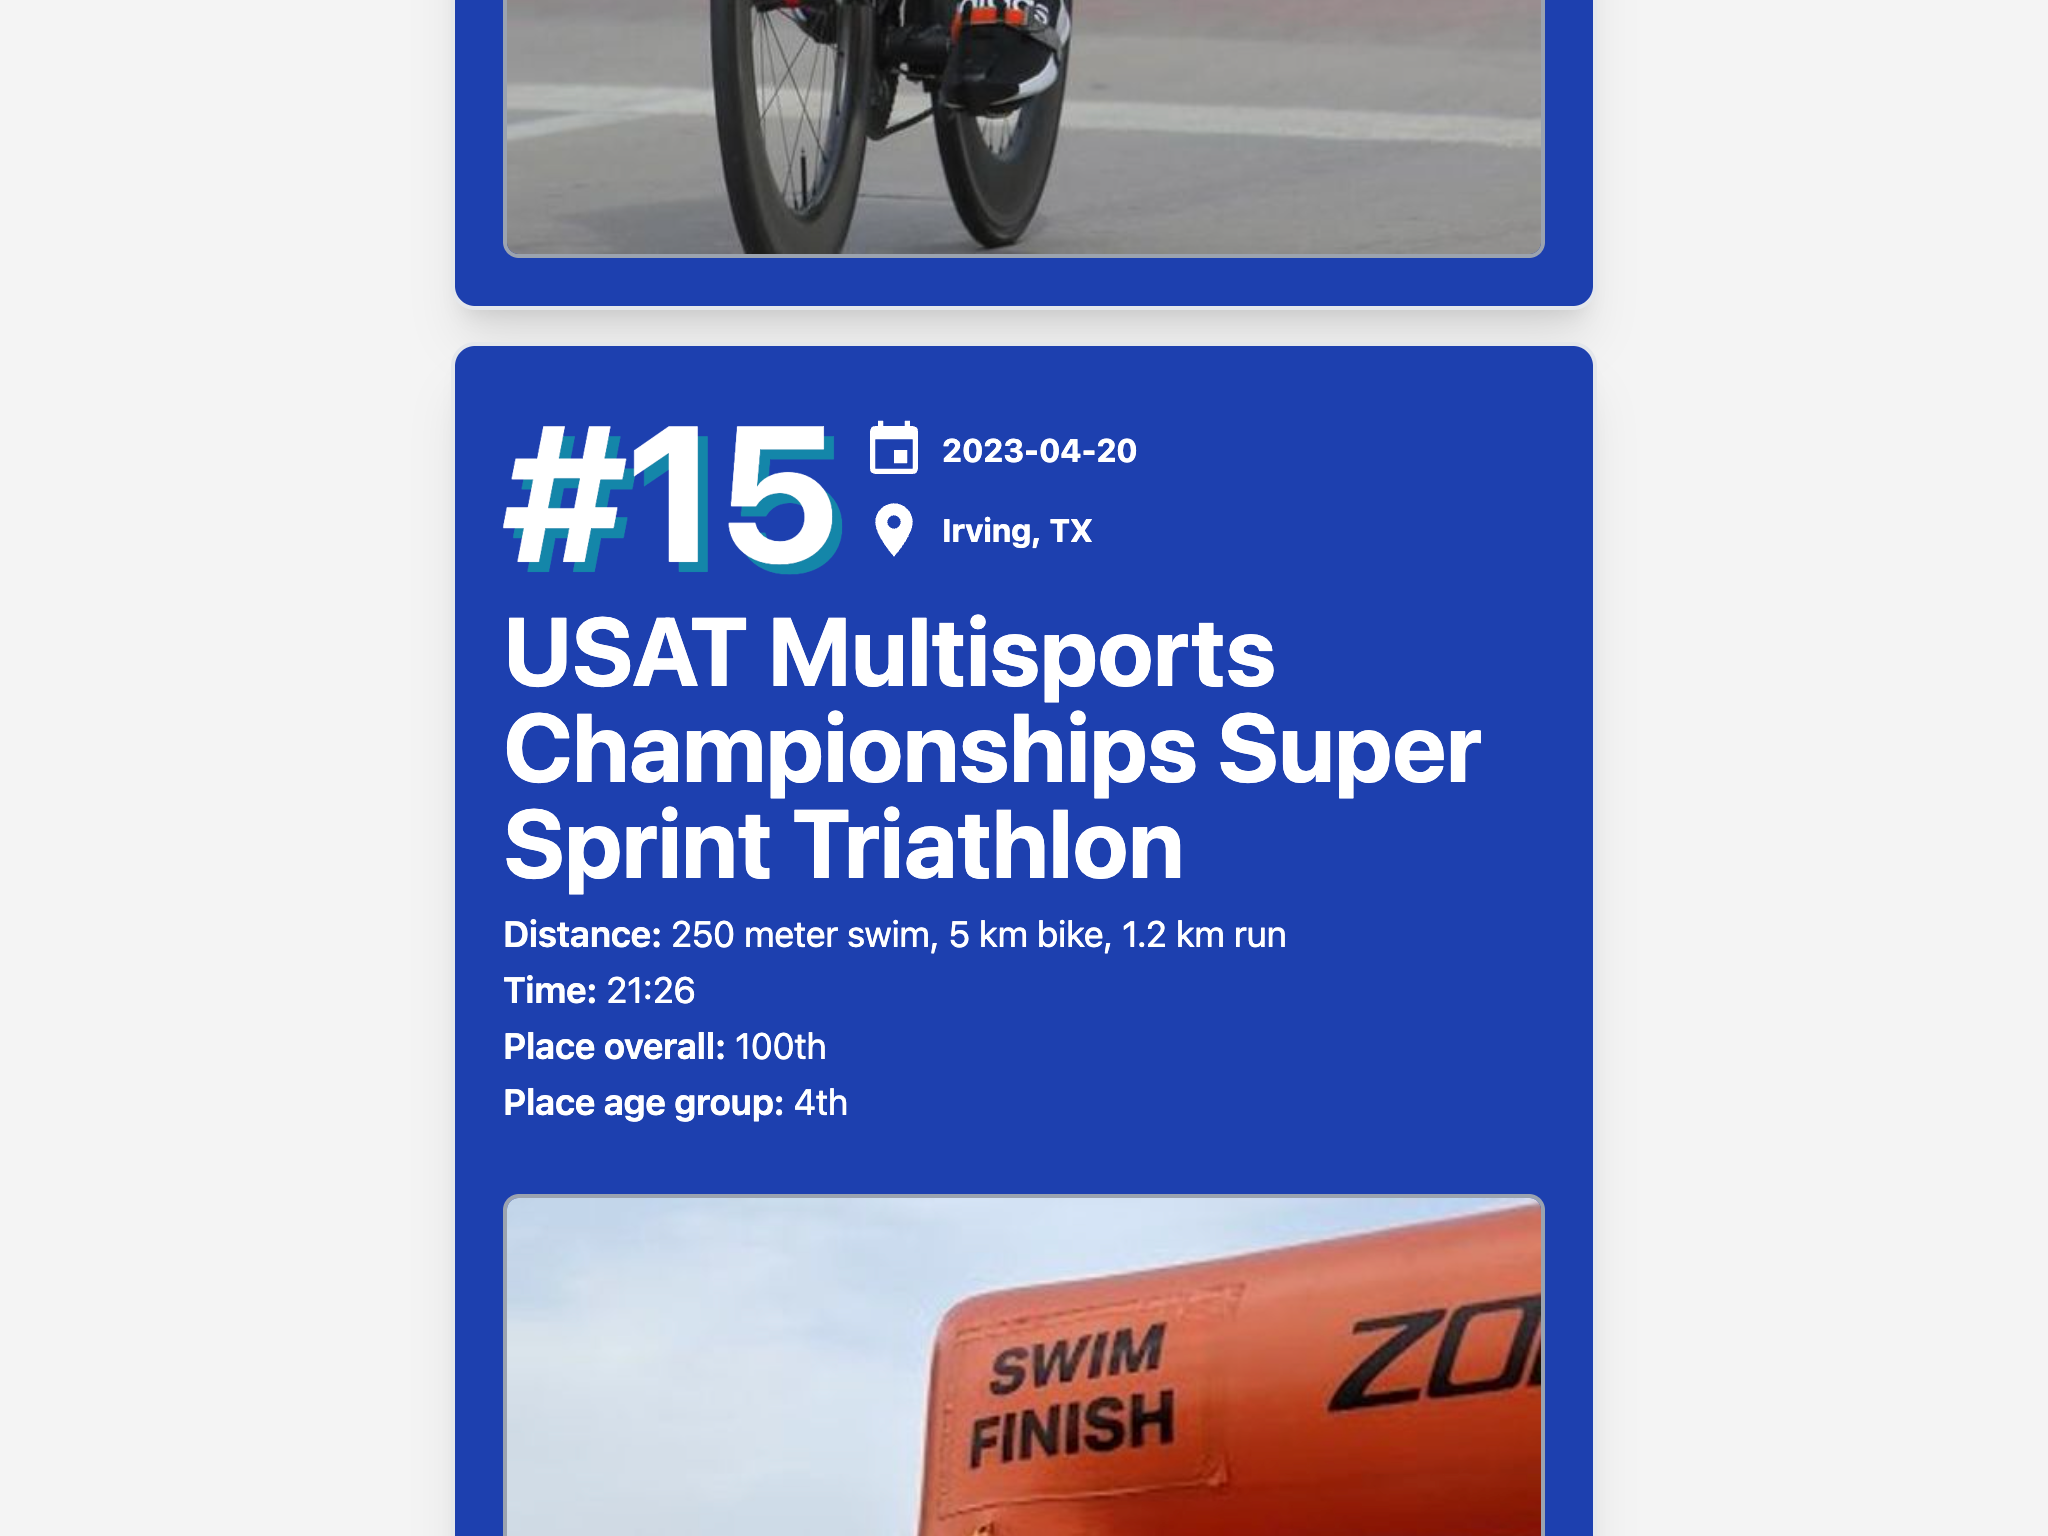 #15
2023-04-20
Irving, TX
USAT Multisports
Championships Super
Sprint Triathlon
Distance: 250 meter swim, 5 km bike, 1.2 km run
Time: 21:26
Place overall: 100th
Place age group: 4th
SWIM
FINISH